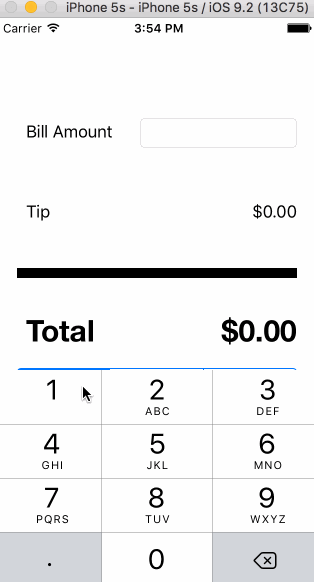 iPhone 5s - iPhone 5s / iOS 9.2 (13C75)
Carrier 3:54 PM
Bill Amount
Tip $0.00
Total $0.00
1 2 3
ABC DEF
4 5 6
GHI JKL MNO
7 8 9
PQRS TUV WXYZ
. 0